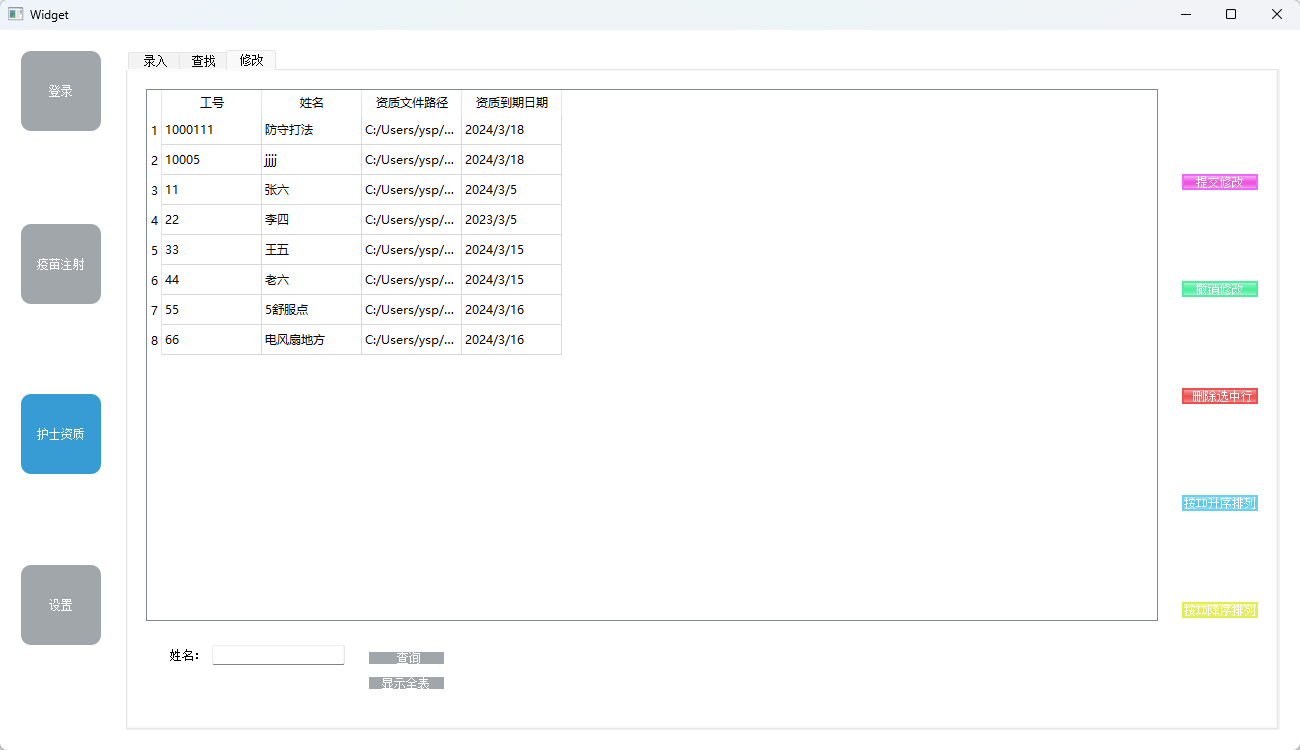 Widget
登录
疫苗注射
护士资质
设置
录入 查找 修改
工号 姓名 资质文件路径 资质到期日期
1 1000111 防守打法 C:/Users/ysp/... 2024/3/18
2 10005 jjjj C:/Users/ysp/... 2024/3/18
3 11 张六 C:/Users/ysp/... 2024/3/5
4 22 李四 C:/Users/ysp/... 2023/3/5
5 33 王五 C:/Users/ysp/... 2024/3/15
6 44 老六 C:/Users/ysp/... 2024/3/15
7 55 5舒服点 C:/Users/ysp/... 2024/3/16
8 66 电风扇地方 C:/Users/ysp/... 2024/3/16
提交修改
撤销修改
删除选中行
按ID升序排列
按ID降序排列
姓名：
查询
显示全表